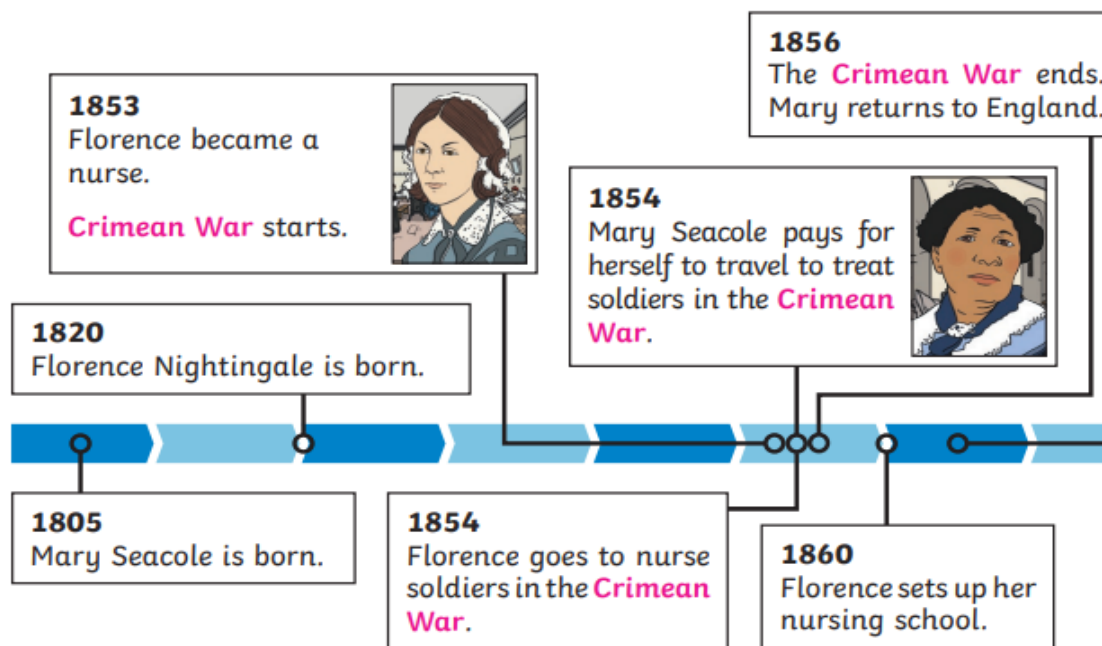 1856
The Crimean War ends.
Mary returns to England.
1853
Florence became a
nurse.
Crimean War starts.
1854
Mary Seacole pays for
herself to travel to treat
soldiers in the Crimean
War.
1820
Florence Nightingale is born.
1805
Mary Seacole is born.
1854
Florence goes to nurse
soldiers in the Crimean
War.
1860
Florence sets up her
nursing school.